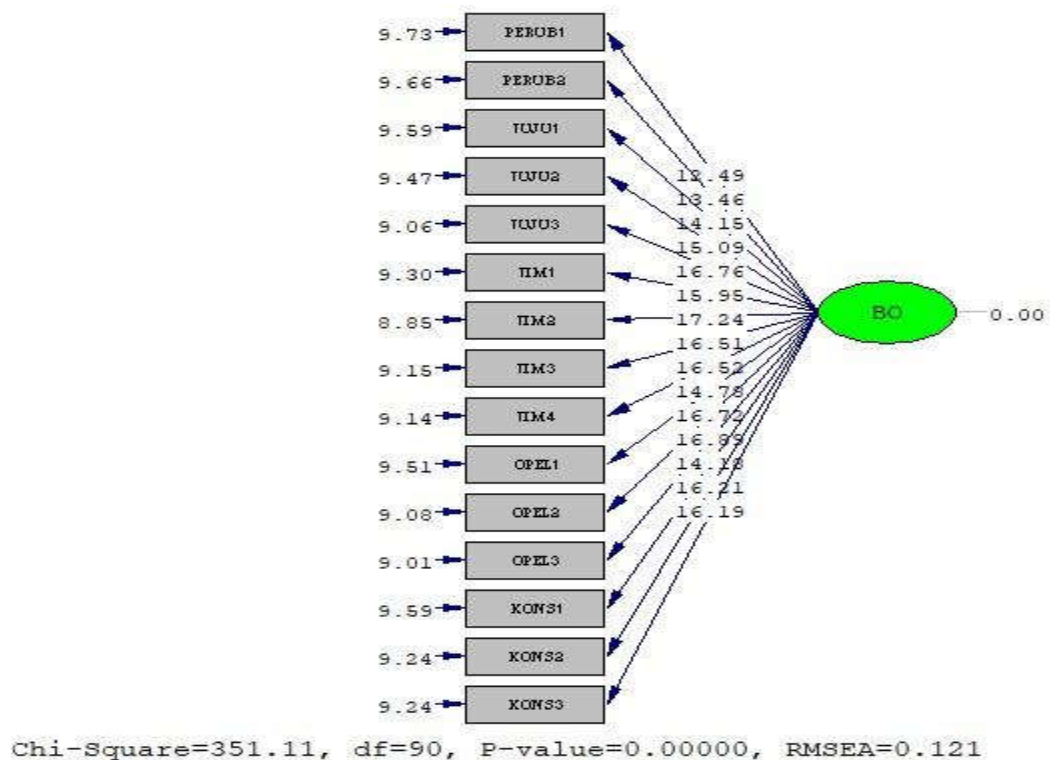 9.73 PERUB1
9.66 PERUB2
9.59 TUJU1
12.49
9.47 TUJU2
13.46
14.15
9.06 TUJU3
15.09
16.76
9.30 TIM1
15.95
8.85 TIM2
17.24
BO 0.00
16.51
9.15 TIM3
16.52
14.78
9.14 TIM4
16.72
16.89
9.51 OPEL1
14.18
16.21
9.08 OPEL2
16.19
9.01 OPEL3
9.59 KONS1
9.24 KONS2
9.24 KONS3
Chi-Square=351.11, df=90, P-value=0.00000, RMSEA=0.121